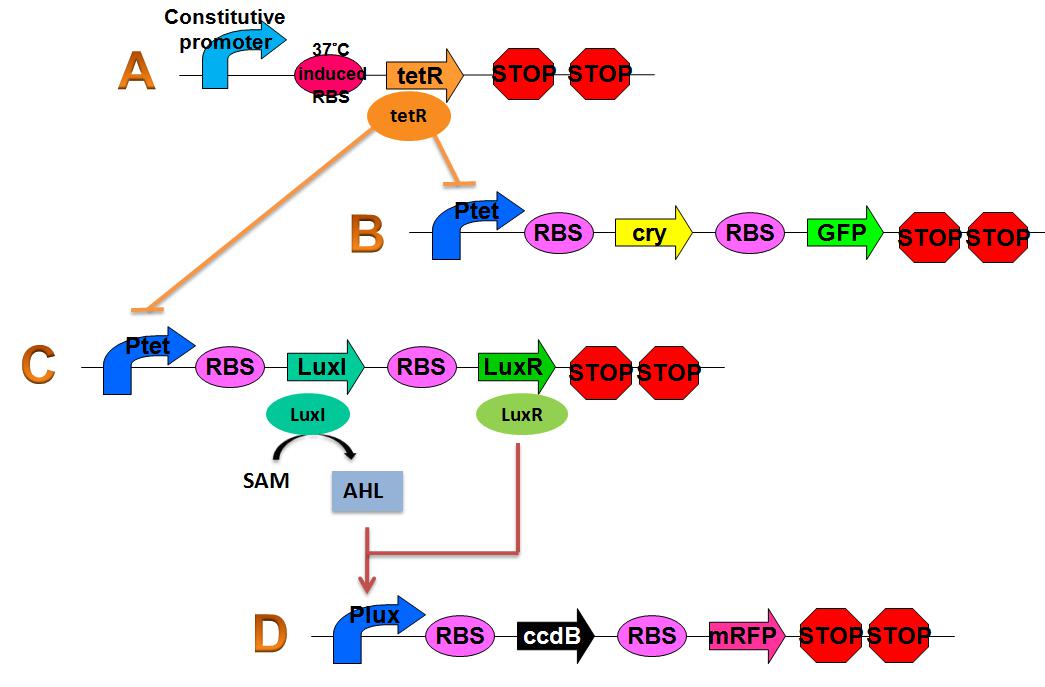 Constitutive
promoter
A
37°C
induced
RBS
tetR
STOP
STOP
tetR
B
Ptet
RBS
cry
RBS
GFP
STOP
STOP
C
Ptet
RBS
LuxI
RBS
LuxR
STOP
STOP
LuxI
LuxR
SAM
AHL
D
Plux
RBS
ccdB
RBS
mRFP
STOP
STOP